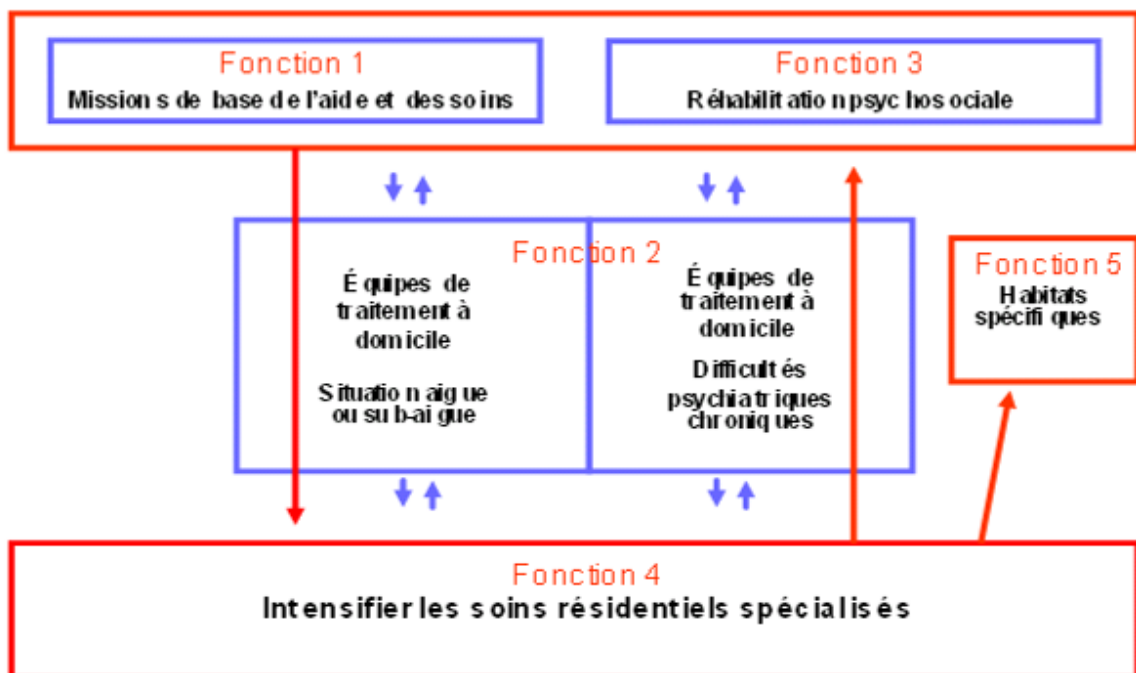 Fonction 1
Missions de base de l'aide et des soins
Fonction 3
Réhabilitation psychosociale
Fonction 2
Équipes de
traitement à
domicile
Situation aigue
ou sub-aigue
Équipes de
traitement à
domicile
Difficultés
psychiatriques
chroniques
Fonction 5
Habitats
spécifiques
Fonction 4
Intensifier les soins résidentiels spécialisés